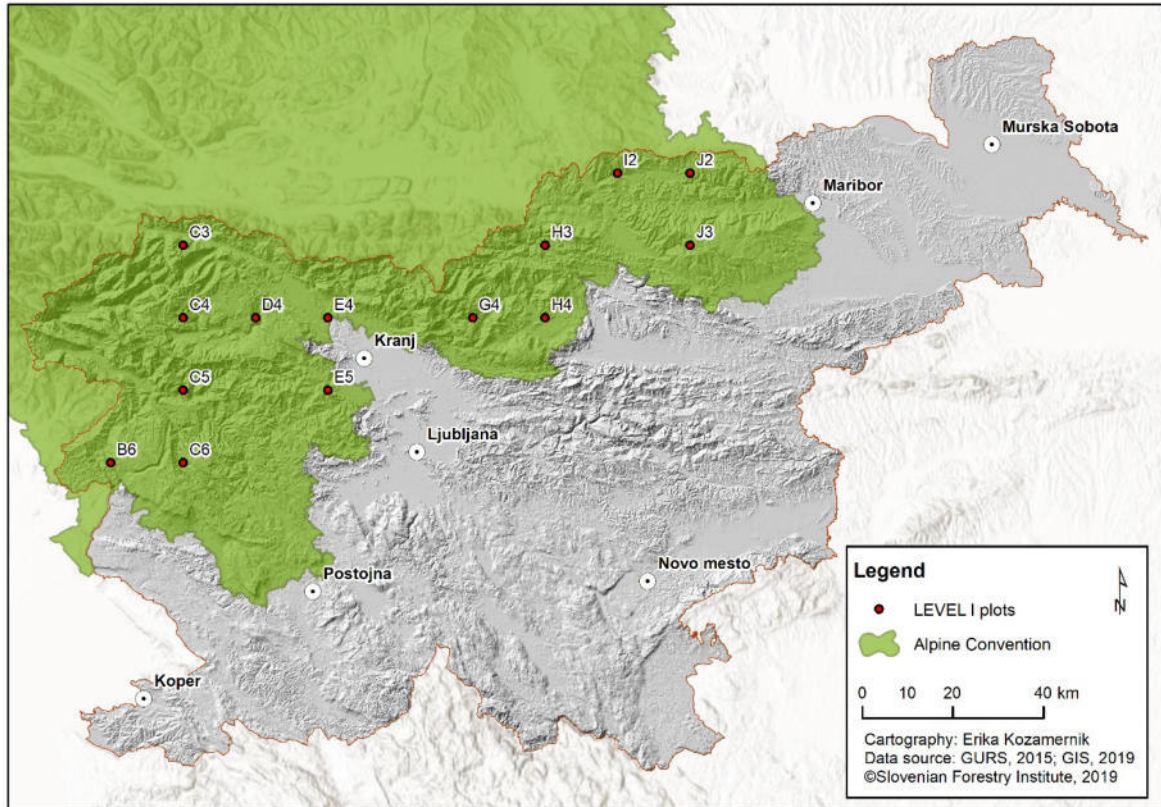 Murska Sobota
I2
J2
Maribor
C3
H3
J3
C4
D4
E4
G4
H4
Kranj
C5
E5
Ljubljana
B6
C6
Novo mesto
Postojna
Koper
Legend
LEVEL I plots
Alpine Convention
N
0 10 20 40 km
Cartography: Erika Kozamernik
Data source: GURS, 2015; GIS, 2019
©Slovenian Forestry Institute, 2019